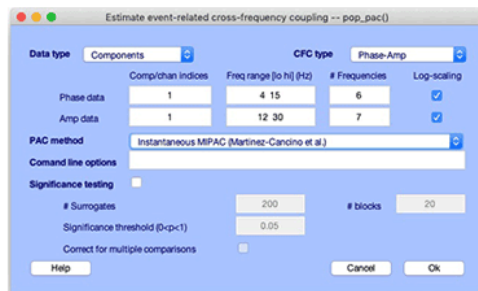 Estimate event-related cross-frequency coupling -- pop_pac()
Data type Components CFC type Phase-Amp
Comp/chan indices Freq range [lo hi] (Hz) # Frequencies Log-scaling
Phase data 1 4 15 6
Amp data 1 12 30 7
PAC method Instantaneous MIPAC (Martinez-Cancino et al.)
Comand line options
Significance testing
# Surrogates 200 # blocks 20
Significance threshold (0<p<1) 0.05
Correct for multiple comparisons
Help Cancel Ok